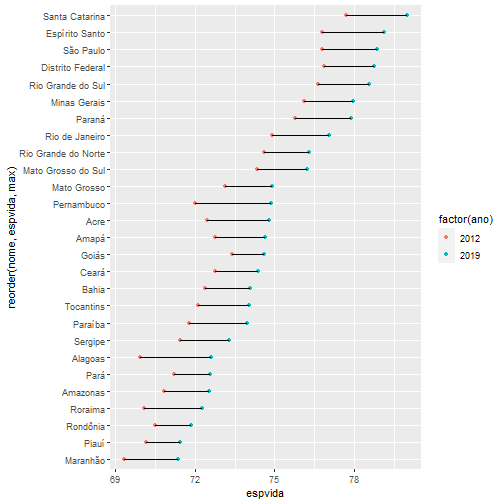 Santa Catarina
Espírito Santo
São Paulo
Distrito Federal
Rio Grande do Sul
Minas Gerais
Paraná
Rio de Janeiro
Rio Grande do Norte
Mato Grosso do Sul
Mato Grosso
Pernambuco
Acre
Amapá
Goiás
Ceará
Bahia
Tocantins
Paraíba
Sergipe
Alagoas
Pará
Amazonas
Roraima
Rondônia
Piauí
Maranhão
reorder(nome, espvida, max)
69 72 75 78
espvida
factor(ano)
2012
2019